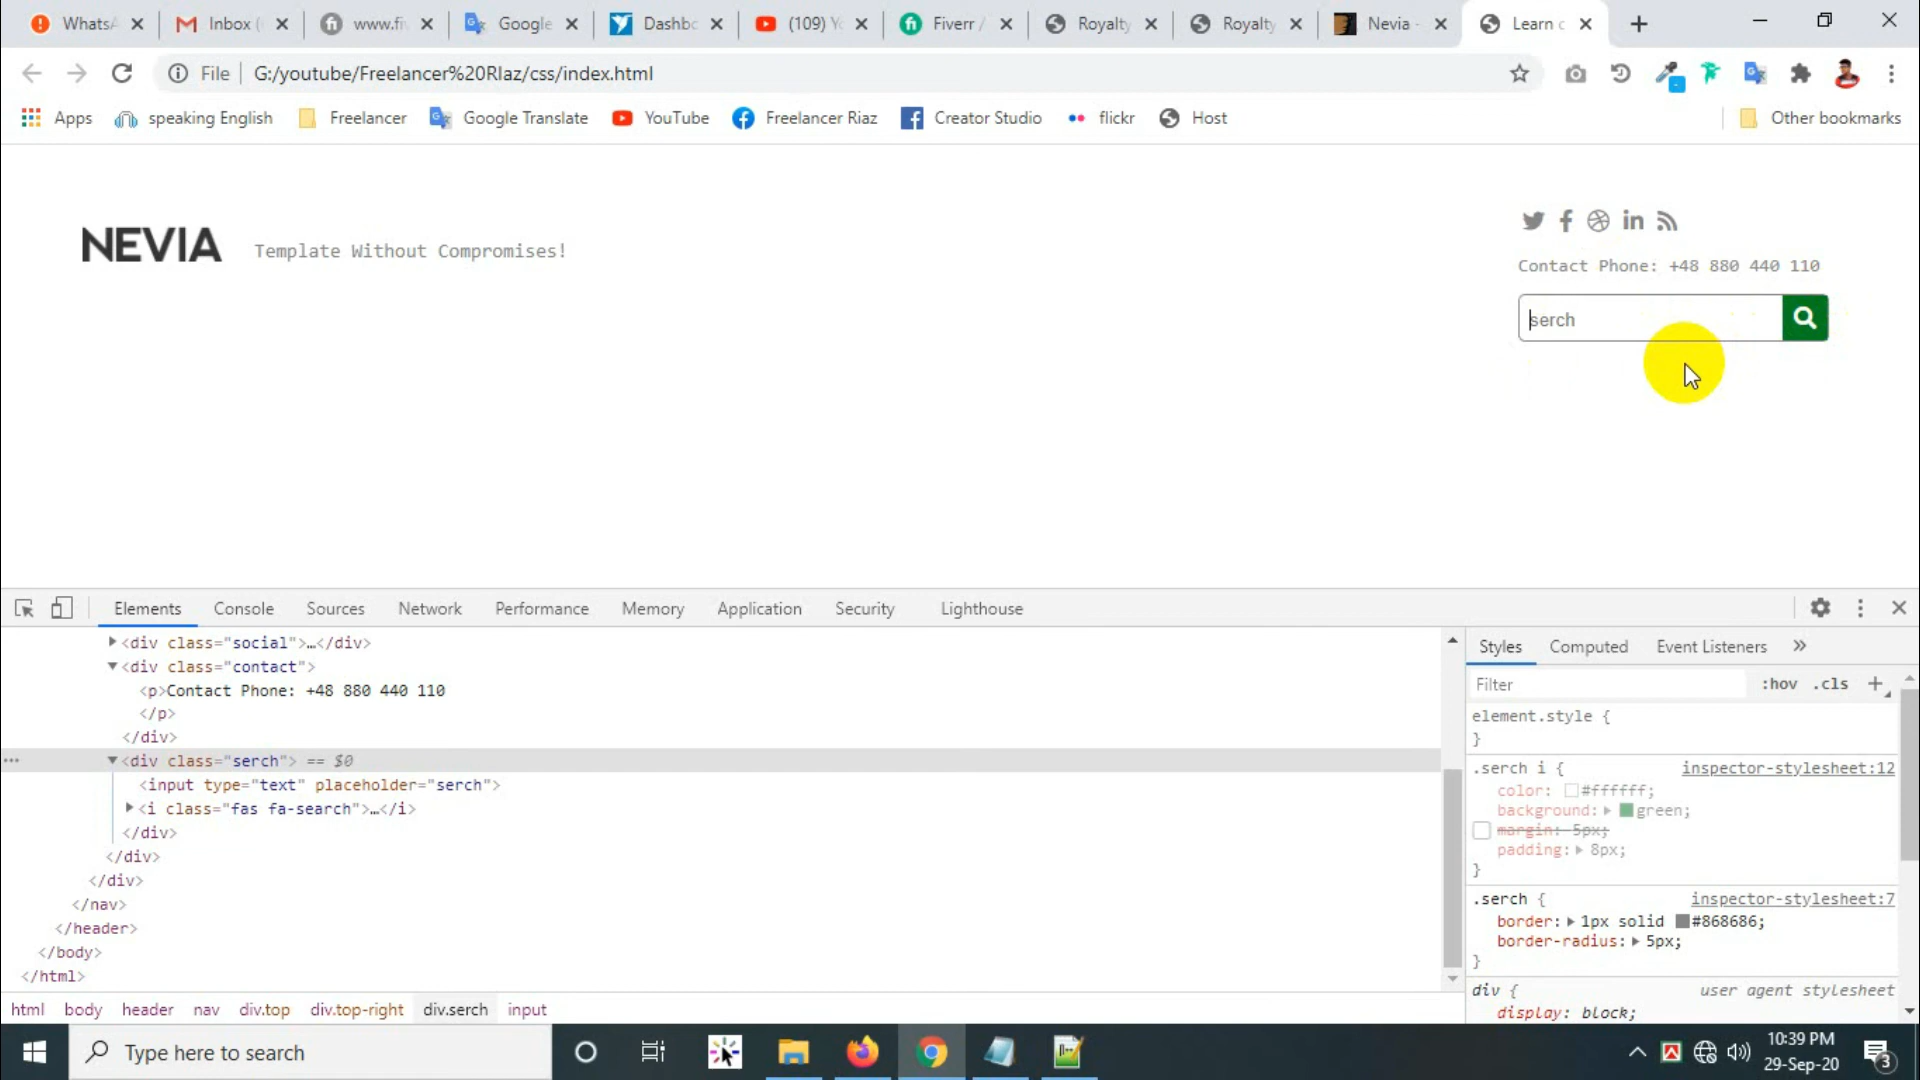 WhatsA
Inbox (
www.fiv
Google
Dashbo
(109) Yo
Fiverr /
Royalty
Royalty
Nevia -
Learn c
File
G:/youtube/Freelancer%20RIaz/css/index.html
Apps
speaking English
Freelancer
Google Translate
YouTube
Freelancer Riaz
Creator Studio
flickr
Host
Other bookmarks
NEVIA
Template Without Compromises!
Contact Phone: +48 880 440 110
serch
Elements
Console
Sources
Network
Performance
Memory
Application
Security
Lighthouse
<div class="social">…</div>
<div class="contact">
<p>Contact Phone: +48 880 440 110
</p>
</div>
<div class="serch"> == $0
<input type="text" placeholder="serch">
<i class="fas fa-search">…</i>
</div>
</div>
</div>
</nav>
</header>
</body>
</html>
html body header nav div.top div.top-right div.serch input
Styles
Computed
Event Listeners
»
Filter
:hov .cls +
element.style {
}
.serch i { inspector-stylesheet:12
color: #ffffff;
background: green;
margin: 5px;
padding: 8px;
}
.serch { inspector-stylesheet:7
border: 1px solid #868686;
border-radius: 5px;
}
div { user agent stylesheet
display: block;
Type here to search
10:39 PM
29-Sep-20
3